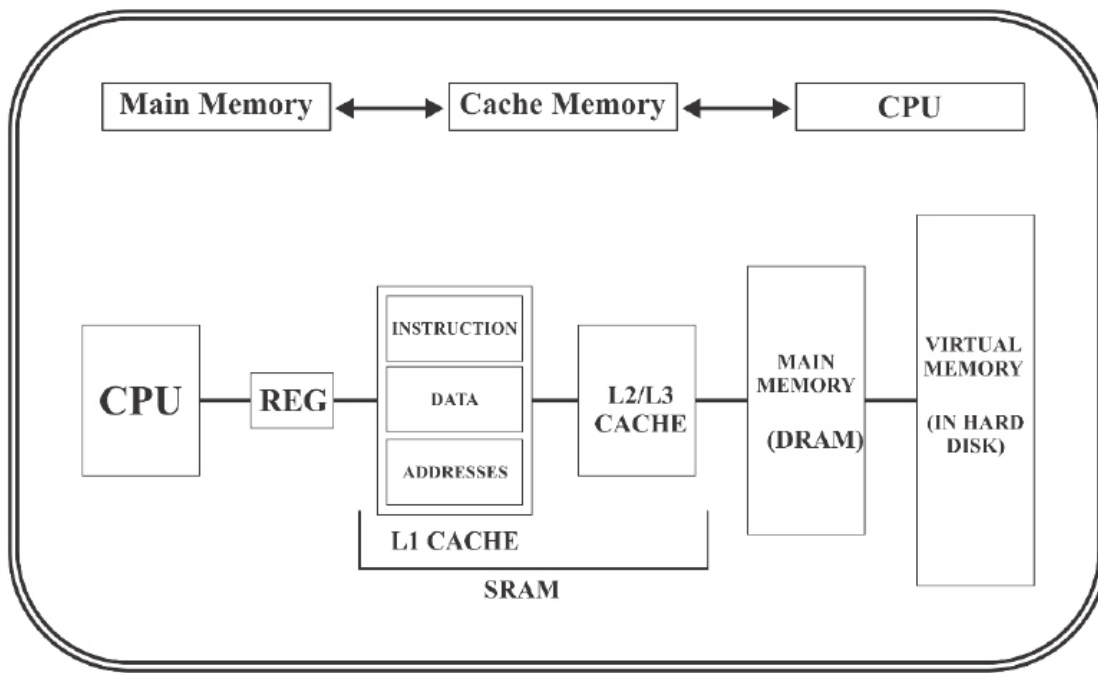 Main Memory
Cache Memory
CPU
CPU
REG
INSTRUCTION
DATA
ADDRESSES
L1 CACHE
L2/L3
CACHE
SRAM
MAIN
MEMORY
(DRAM)
VIRTUAL
MEMORY
(IN HARD
DISK)